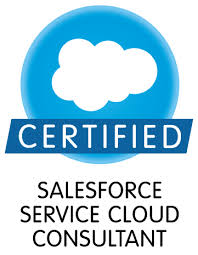 CERTIFIED
SALESFORCE
SERVICE CLOUD
CONSULTANT